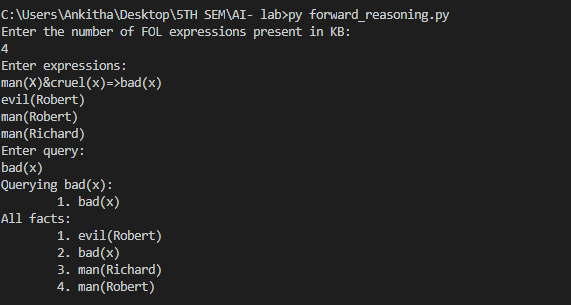 C:\Users\Ankitha\Desktop\5TH SEM\AI- lab>py forward_reasoning.py
Enter the number of FOL expressions present in KB:
4
Enter expressions:
man(X)&cruel(x)=>bad(x)
evil(Robert)
man(Robert)
man(Richard)
Enter query:
bad(x)
Querying bad(x):
        1. bad(x)
All facts:
        1. evil(Robert)
        2. bad(x)
        3. man(Richard)
        4. man(Robert)